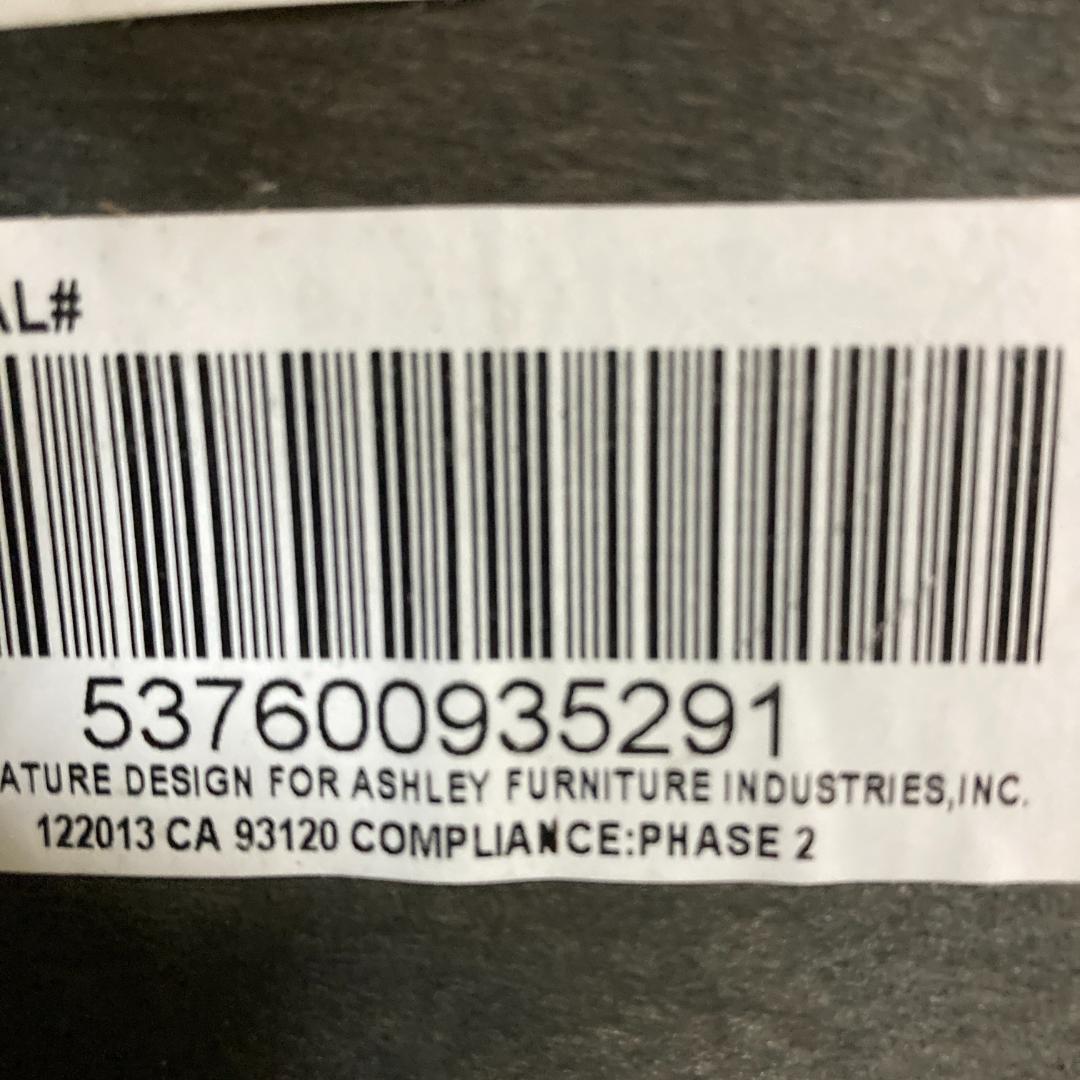 AL#
537600935291
ATURE DESIGN FOR ASHLEY FURNITURE INDUSTRIES,INC.
122013 CA 93120 COMPLIANCE:PHASE 2